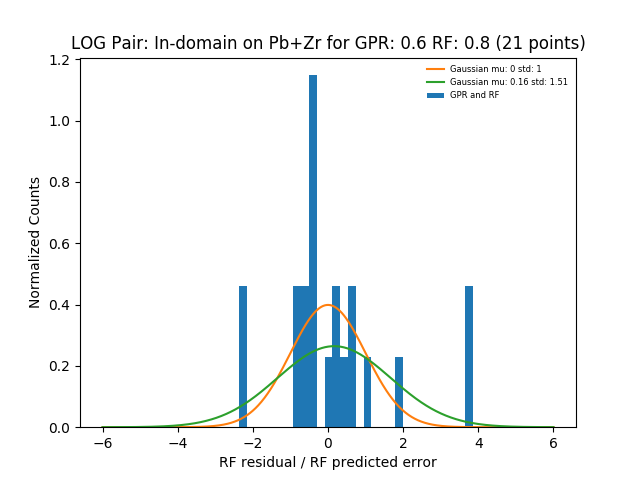 LOG Pair: In-domain on Pb+Zr for GPR: 0.6 RF: 0.8 (21 points)
Gaussian mu: 0 std: 1
Gaussian mu: 0.16 std: 1.51
GPR and RF
Normalized Counts
1.2
1.0
0.8
0.6
0.4
0.2
0.0
−6 −4 −2 0 2 4 6
RF residual / RF predicted error